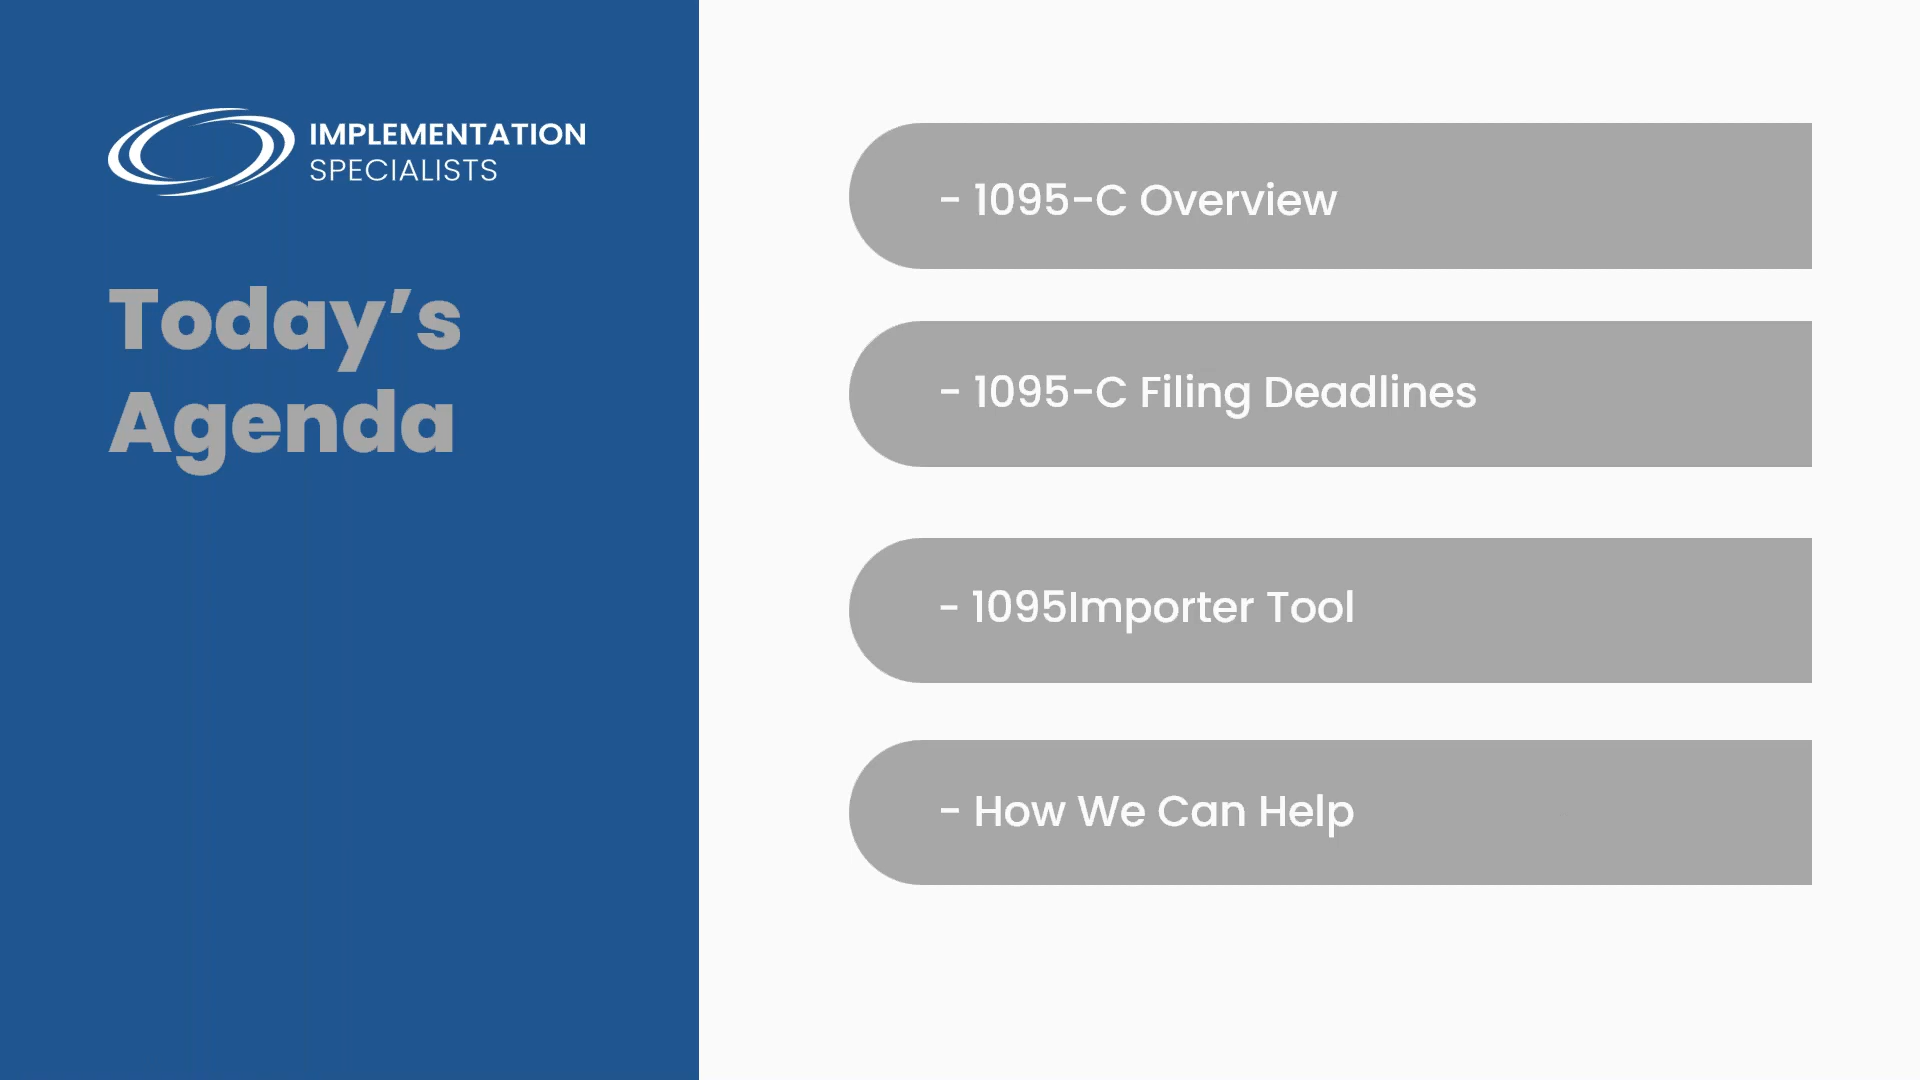 IMPLEMENTATION
SPECIALISTS
Today’s
Agenda
- 1095-C Overview
- 1095-C Filing Deadlines
- 1095Importer Tool
- How We Can Help